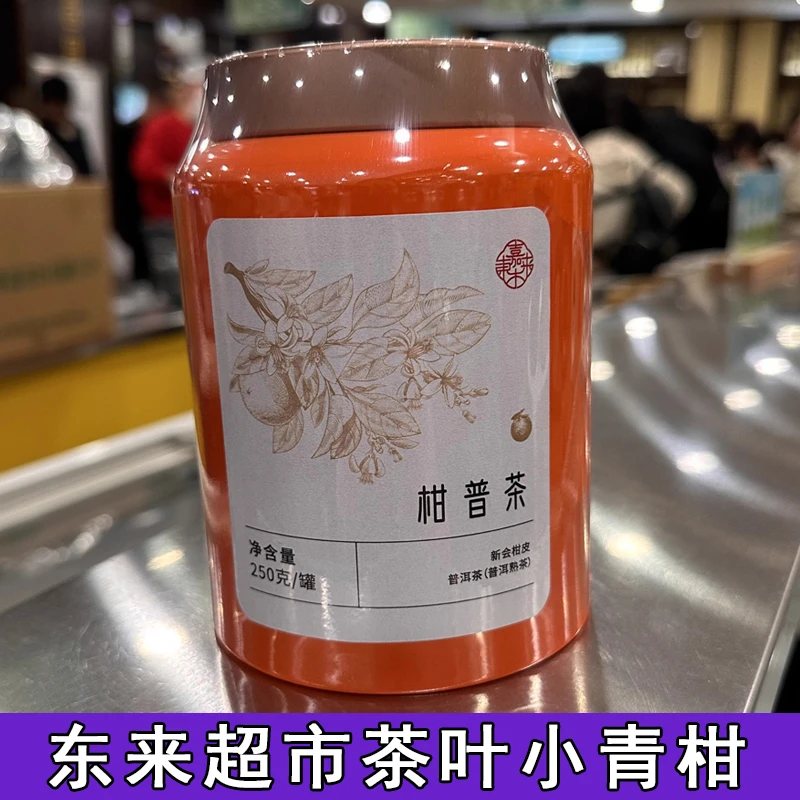 柑普茶
净含量
250克/罐
新会柑皮
普洱茶(普洱熟茶)
东来超市茶叶小青柑